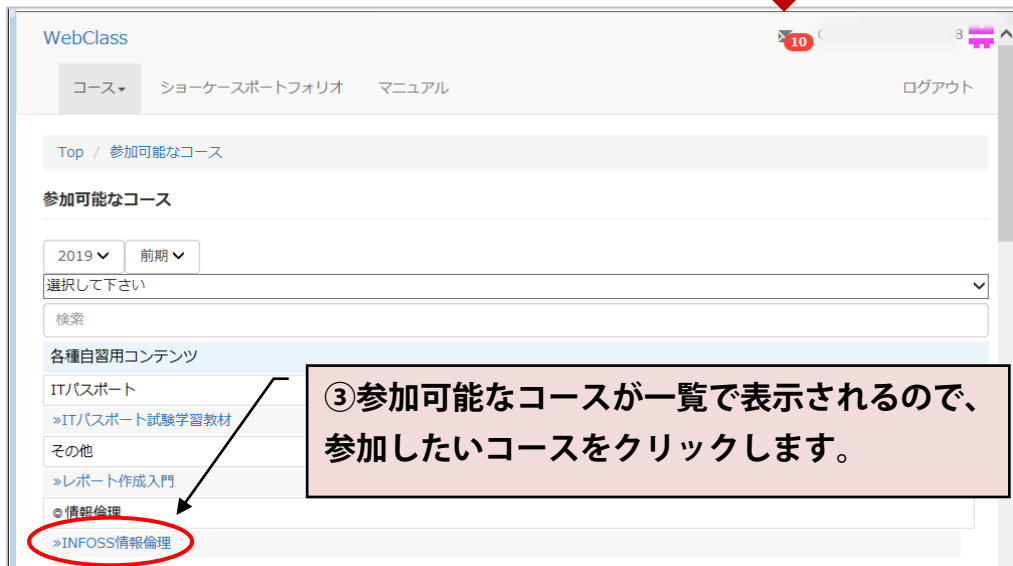 WebClass
10
8
コース
ショーケースポートフォリオ
マニュアル
ログアウト
Top / 参加可能なコース
参加可能なコース
2019
前期
選択して下さい
検索
各種自習用コンテンツ
ITパスポート
»ITパスポート試験学習教材
その他
»レポート作成入門
◎情報倫理
»INFOSS情報倫理
③参加可能なコースが一覧で表示されるので、
参加したいコースをクリックします。